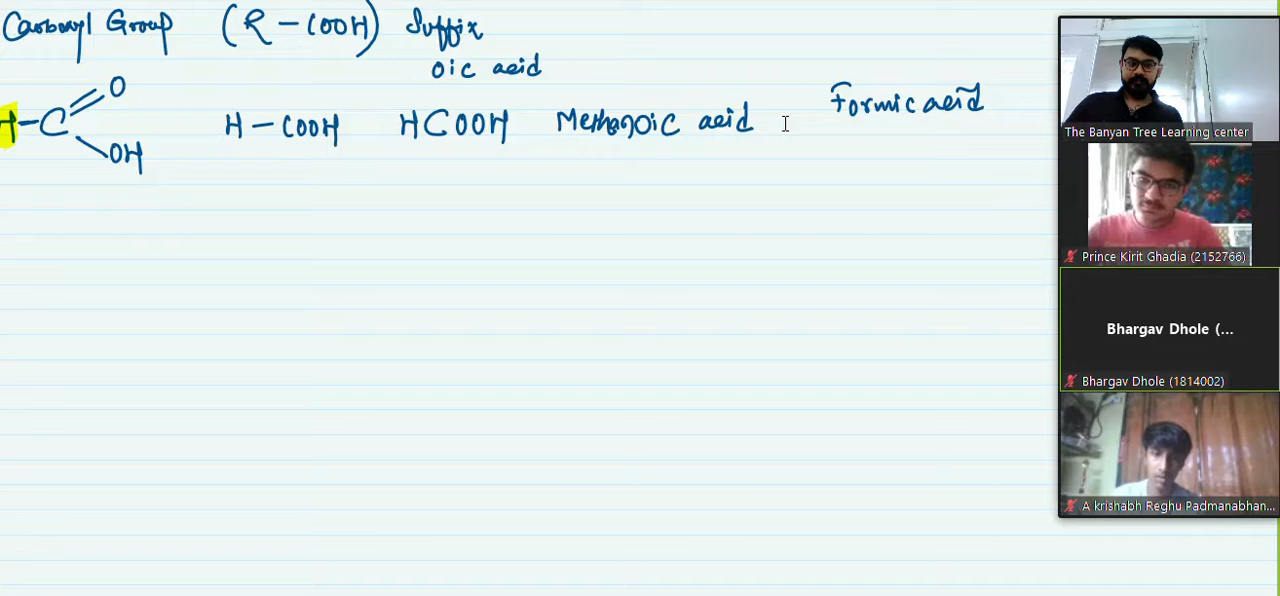 Carbonyl Group (R-COOH) Suffix
oic acid
Formic acid
O
H-C H-COOH HCOOH Methanoic acid
OH
The Banyan Tree Learning center
Prince Kirit Ghadia (2152766)
Bhargav Dhole (...
Bhargav Dhole (1814002)
A krishabh Reghu Padmanabhan...